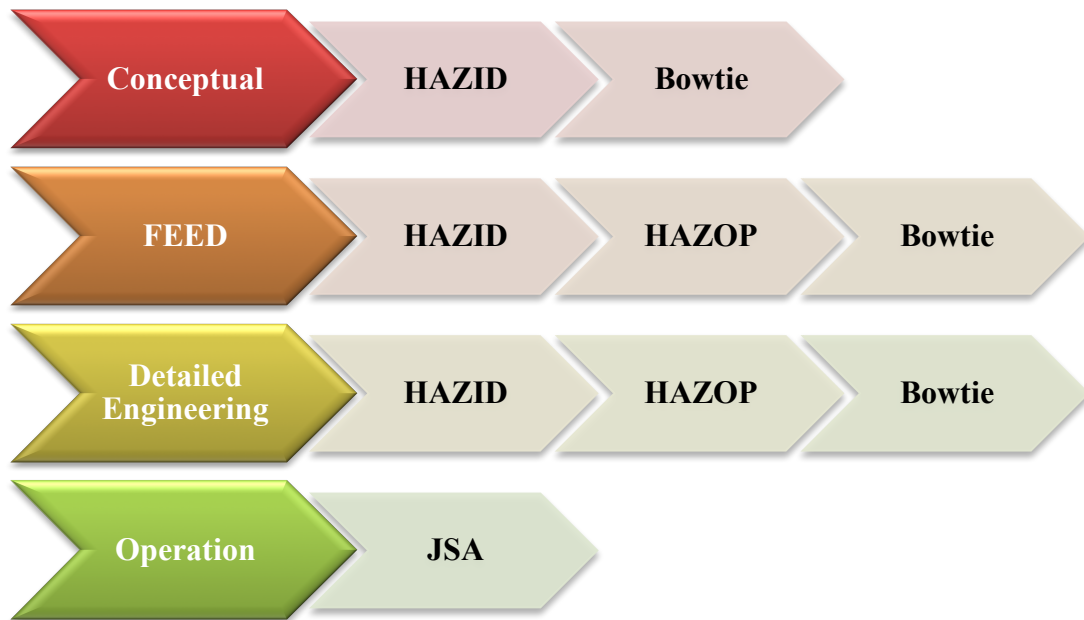 Conceptual
HAZID
Bowtie
FEED
HAZID
HAZOP
Bowtie
Detailed
Engineering
HAZID
HAZOP
Bowtie
Operation
JSA